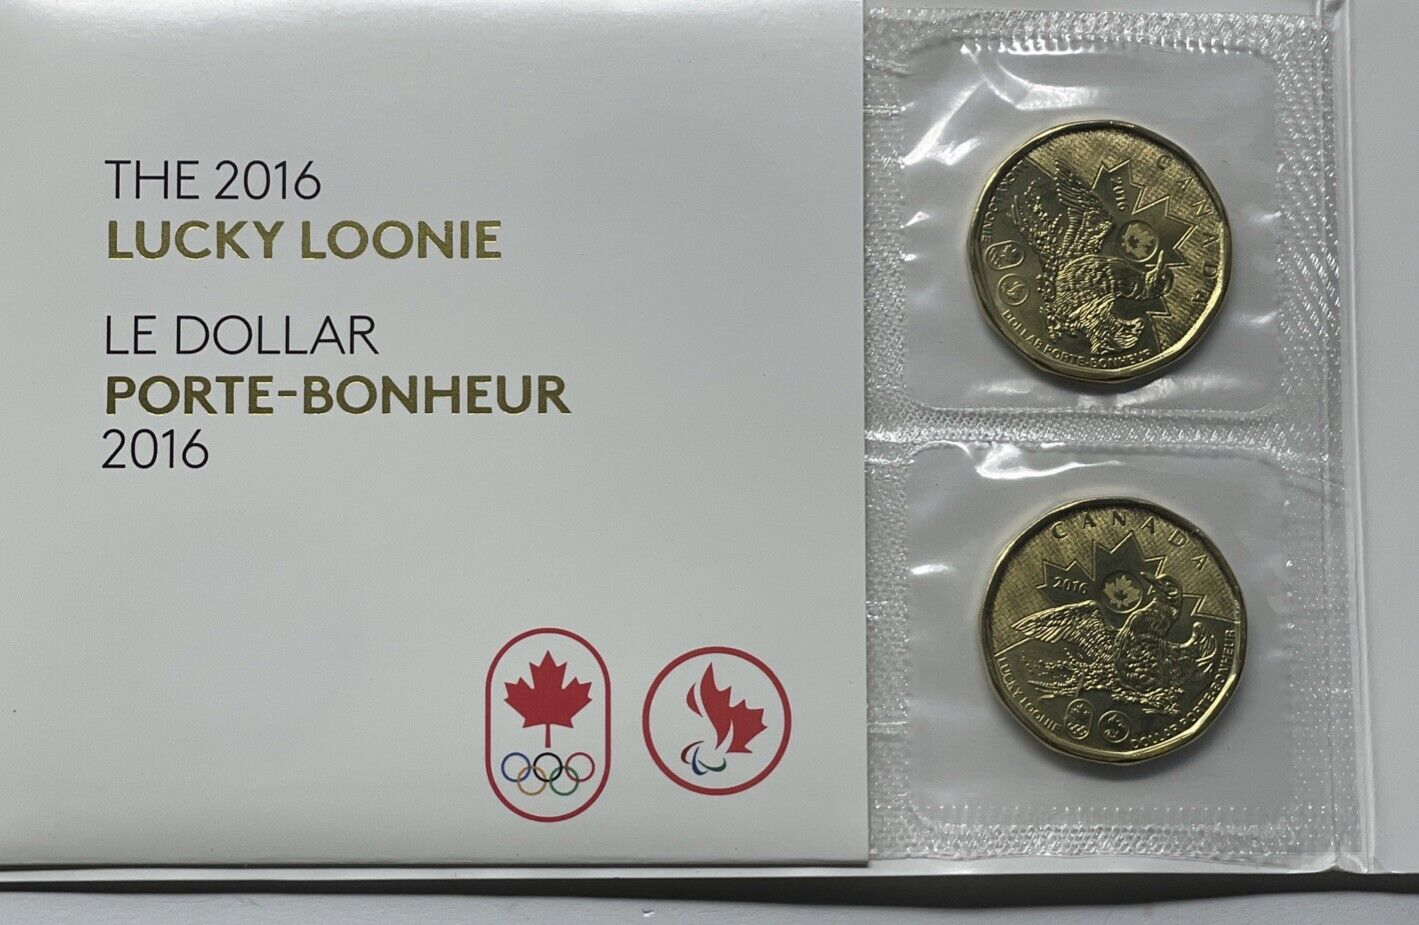 THE 2016
LUCKY LOONIE
LE DOLLAR
PORTE-BONHEUR
2016
CANADA
2016
LUCKY LOONIE
DOLLAR PORTE-BONHEUR
CANADA
2016
LUCKY LOONIE
DOLLAR PORTE-BONHEUR